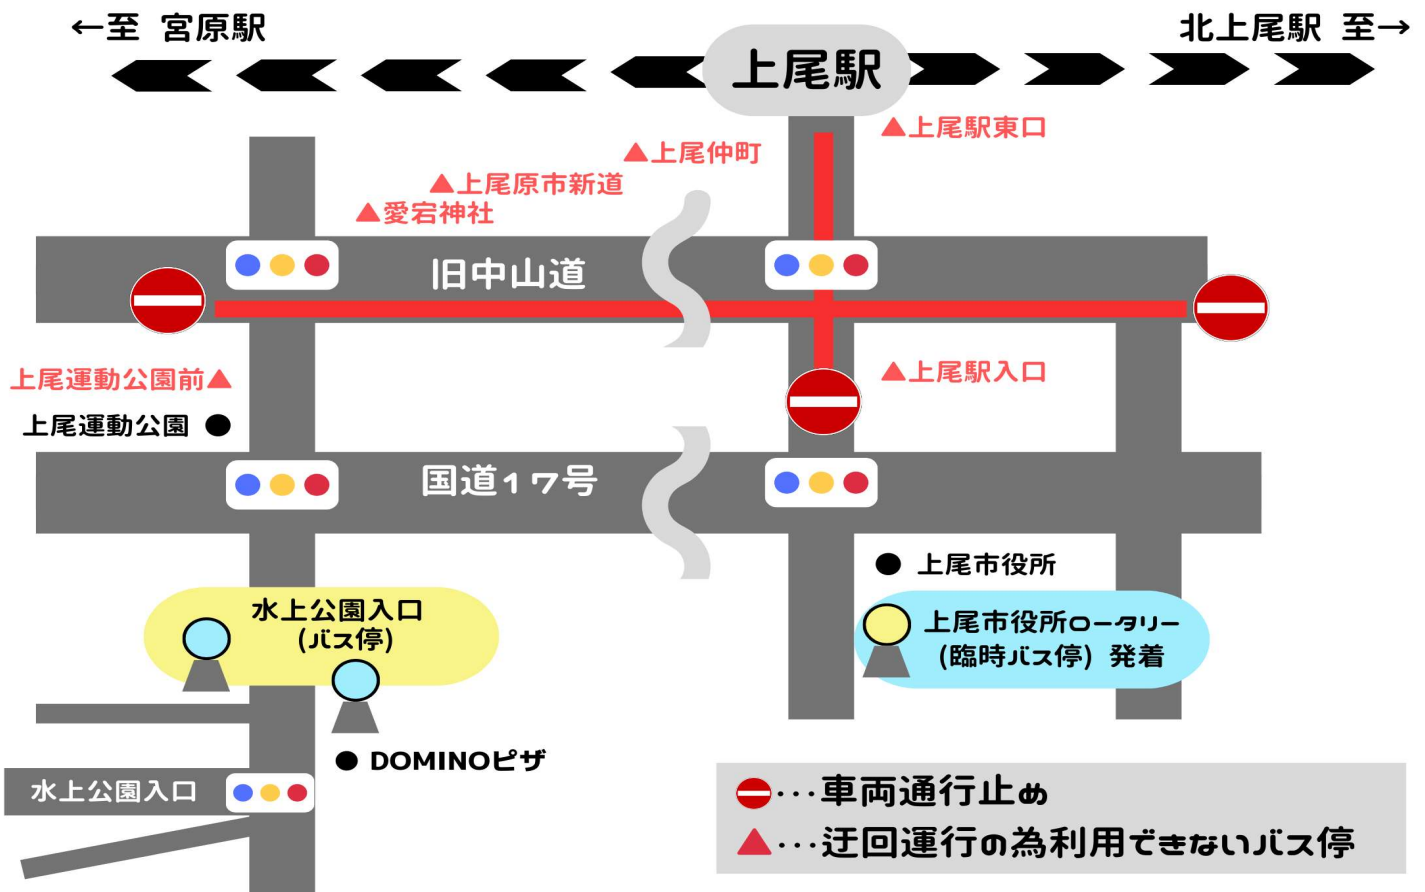 ←至 宮原駅
北上尾駅 至→
上尾駅
▲上尾駅東口
▲上尾仲町
▲上尾原市新道
▲愛宕神社
旧中山道
上尾運動公園前▲
▲上尾駅入口
上尾運動公園 ●
国道17号
● 上尾市役所
水上公園入口
(バス停)
上尾市役所ロータリー
(臨時バス停) 発着
● DOMINOピザ
水上公園入口
…車両通行止め
▲…迂回運行の為利用できないバス停